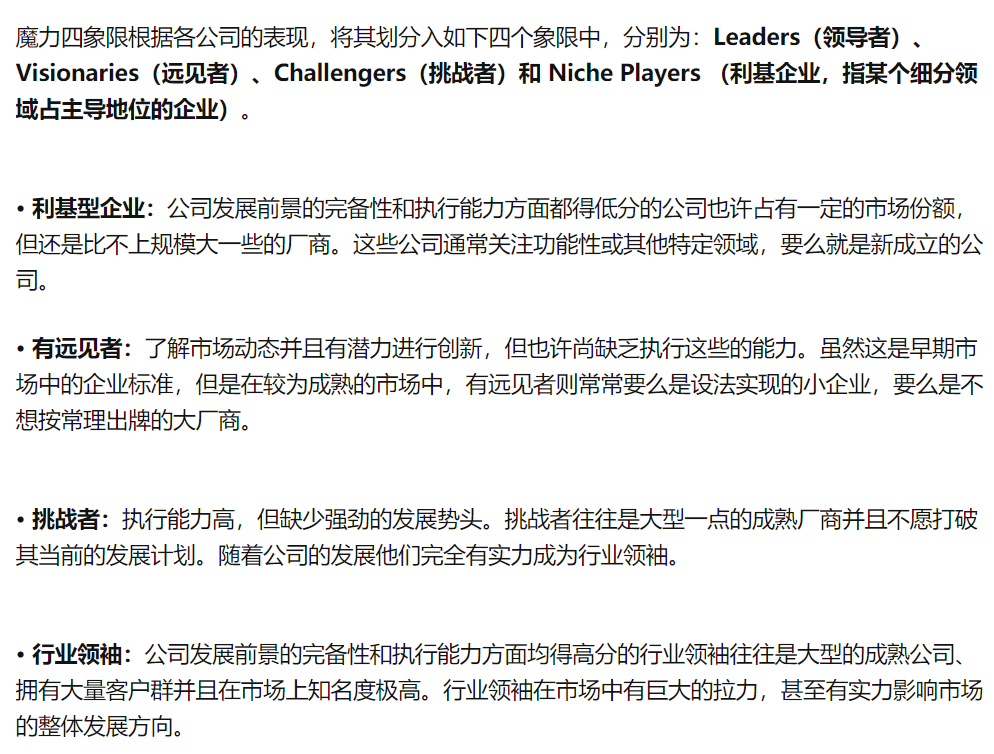 魔力四象限根据各公司的表现，将其划分入如下四个象限中，分别为：Leaders（领导者）、
Visionaries（远见者）、Challengers（挑战者）和 Niche Players （利基企业，指某个细分领
域占主导地位的企业）。
• 利基型企业：公司发展前景的完备性和执行能力方面都得低分的公司也许占有一定的市场份额，
但还是比不上规模大一些的厂商。这些公司通常关注功能性或其他特定领域，要么就是新成立的公
司。
• 有远见者：了解市场动态并且有潜力进行创新，但也许尚缺乏执行这些的能力。虽然这是早期市
场中的企业标准，但是在较为成熟的市场中，有远见者则常常要么是设法实现的小企业，要么是不
想按常理出牌的大厂商。
• 挑战者：执行能力高，但缺少强劲的发展势头。挑战者往往是大型一点的成熟厂商并且不愿打破
其当前的发展计划。随着公司的发展他们完全有实力成为行业领袖。
• 行业领袖：公司发展前景的完备性和执行能力方面均得高分的行业领袖往往是大型的成熟公司、
拥有大量客户群并且在市场上知名度极高。行业领袖在市场中有巨大的拉力，甚至有实力影响市场
的整体发展方向。